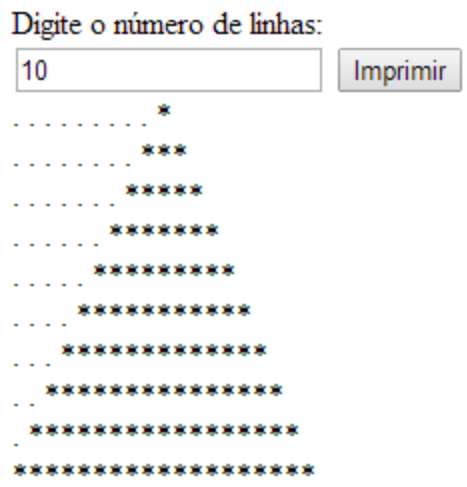 Digite o número de linhas:
10 Imprimir
. . . . . . . . . *
. . . . . . . . ***
. . . . . . . *****
. . . . . . *******
. . . . . *********
. . . . ***********
. . . *************
. . ***************
. *****************
*******************